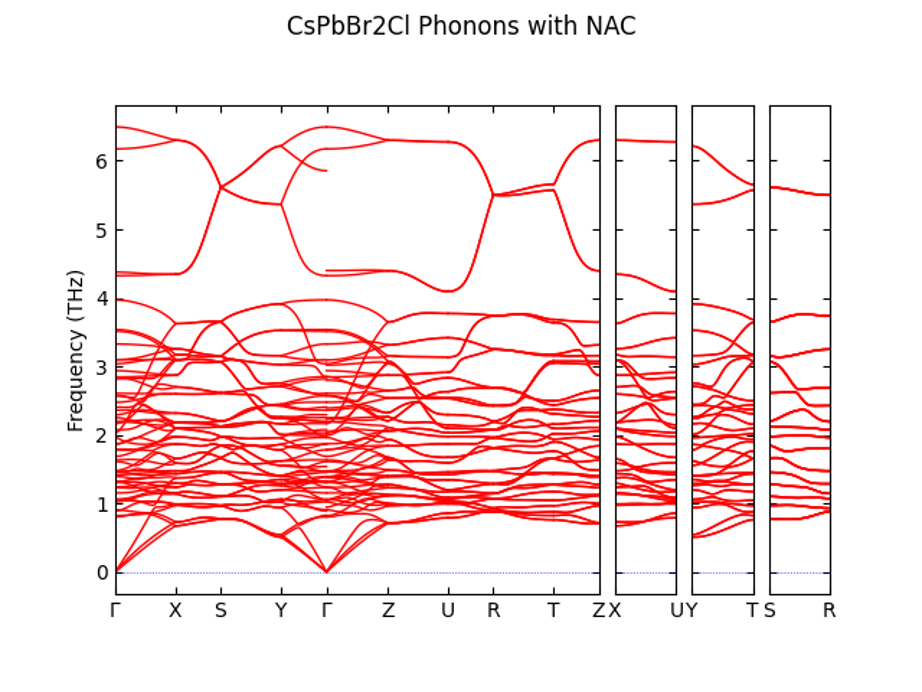 CsPbBr2Cl Phonons with NAC
Frequency (THz)
6
5
4
3
2
1
0
Γ X S Y Γ Z U R T Z X U Y T S R